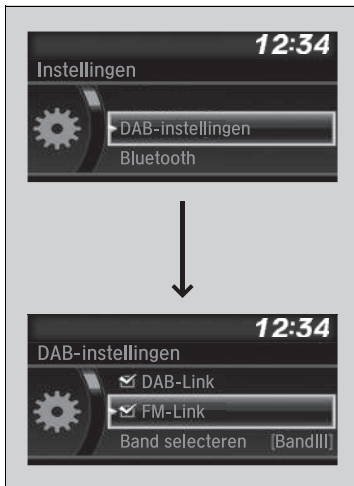 12:34
Instellingen
DAB-instellingen
Bluetooth
12:34
DAB-instellingen
DAB-Link
FM-Link
Band selecteren [BandIII]